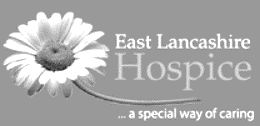 East Lancashire
Hospice
... a special way of caring